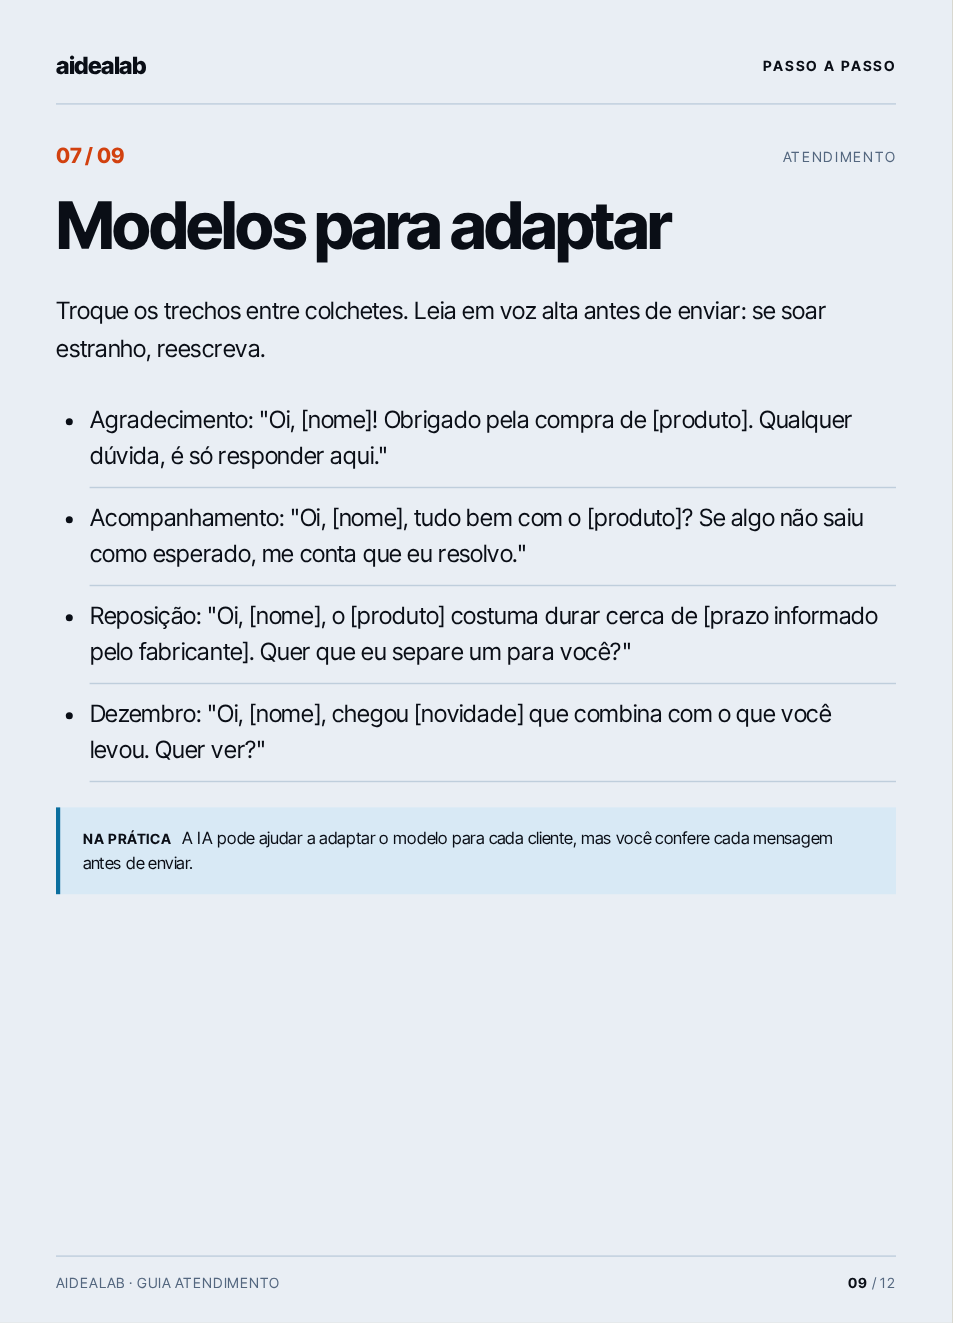 aidealab
PASSO A PASSO
07 / 09
ATENDIMENTO
Modelos para adaptar
Troque os trechos entre colchetes. Leia em voz alta antes de enviar: se soar
estranho, reescreva.
• Agradecimento: "Oi, [nome]! Obrigado pela compra de [produto]. Qualquer
dúvida, é só responder aqui."
• Acompanhamento: "Oi, [nome], tudo bem com o [produto]? Se algo não saiu
como esperado, me conta que eu resolvo."
• Reposição: "Oi, [nome], o [produto] costuma durar cerca de [prazo informado
pelo fabricante]. Quer que eu separe um para você?"
• Dezembro: "Oi, [nome], chegou [novidade] que combina com o que você
levou. Quer ver?"
NA PRÁTICA A IA pode ajudar a adaptar o modelo para cada cliente, mas você confere cada mensagem
antes de enviar.
AIDEALAB · GUIA ATENDIMENTO
09 / 12